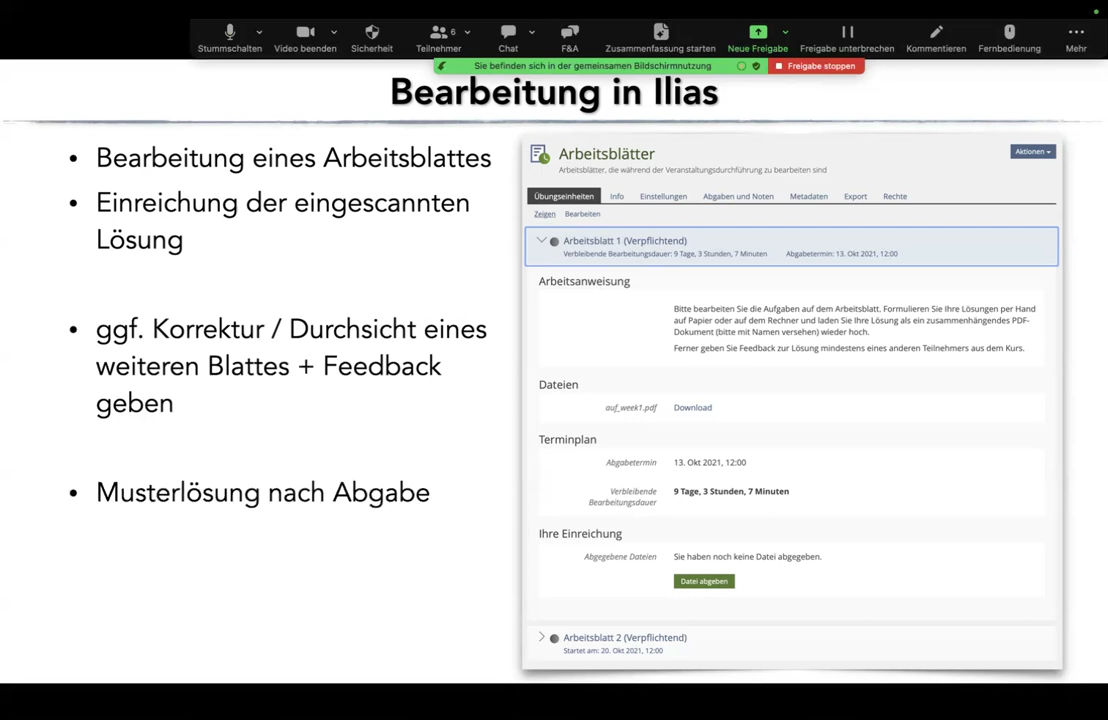 Stummschalten
Video beenden
Sicherheit
6
Teilnehmer
Chat
F&A
Zusammenfassung starten
Neue Freigabe
Freigabe unterbrechen
Kommentieren
Fernbedienung
Mehr
Sie befinden sich in der gemeinsamen Bildschirmnutzung
Freigabe stoppen
Bearbeitung in Ilias
• Bearbeitung eines Arbeitsblattes
• Einreichung der eingescannten
Lösung
• ggf. Korrektur / Durchsicht eines
weiteren Blattes + Feedback
geben
• Musterlösung nach Abgabe
Arbeitsblätter
Aktionen
Arbeitsblätter, die während der Veranstaltungsdurchführung zu bearbeiten sind
Übungseinheiten Info Einstellungen Abgaben und Noten Metadaten Export Rechte
Zeigen Bearbeiten
Arbeitsblatt 1 (Verpflichtend)
Verbleibende Bearbeitungsdauer: 9 Tage, 3 Stunden, 7 Minuten Abgabetermin: 13. Okt 2021, 12:00
Arbeitsanweisung
Bitte bearbeiten Sie die Aufgaben auf dem Arbeitsblatt. Formulieren Sie Ihre Lösungen per Hand
auf Papier oder auf dem Rechner und laden Sie Ihre Lösung als ein zusammenhängendes PDF-
Dokument (bitte mit Namen versehen) wieder hoch.
Ferner geben Sie Feedback zur Lösung mindestens eines anderen Teilnehmers aus dem Kurs.
Dateien
auf_week1.pdf Download
Terminplan
Abgabetermin 13. Okt 2021, 12:00
Verbleibende 9 Tage, 3 Stunden, 7 Minuten
Bearbeitungsdauer
Ihre Einreichung
Abgegebene Dateien Sie haben noch keine Datei abgegeben.
Datei abgeben
Arbeitsblatt 2 (Verpflichtend)
Startet am: 20. Okt 2021, 12:00